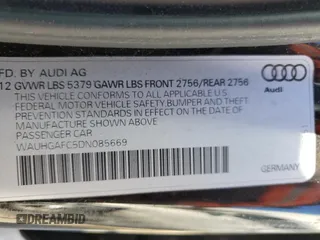 FD. BY AUDI AG
12 GVWR LBS 5379 GAWR LBS FRONT 2756/REAR 2756
THIS VEHICLE CONFORMS TO ALL APPLICABLE U.S.
FEDERAL MOTOR VEHICLE SAFETY BUMPER AND THEFT
PREVENTION STANDARDS IN EFFECT ON THE DATE OF
MANUFACTURE SHOWN ABOVE
PASSENGER CAR
WAUHGAFC5DN085669
Audi
GERMANY
DREAMBID